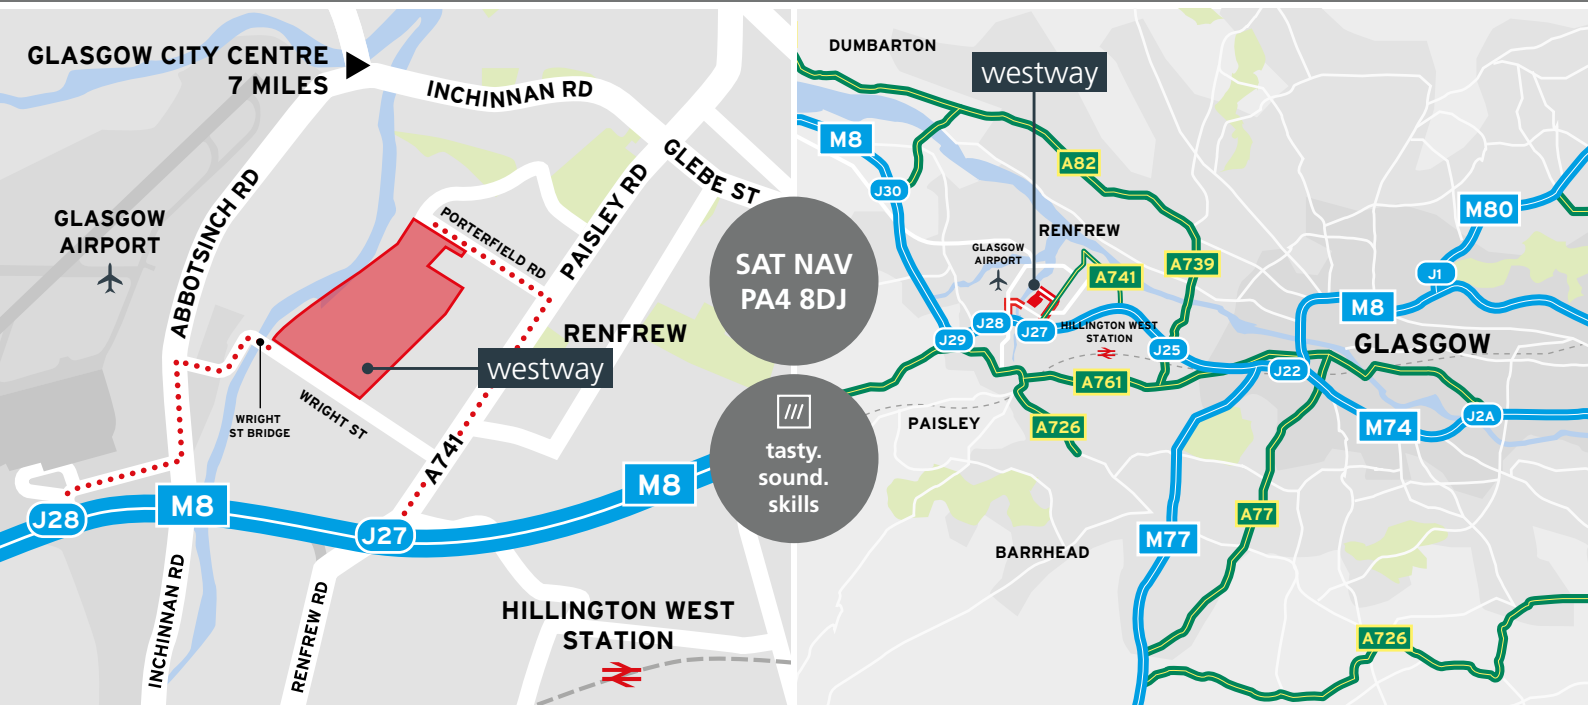 GLASGOW CITY CENTRE
7 MILES
INCHINNAN RD
GLEBE ST
PAISLEY RD
ABBOTSINCH RD
GLASGOW
AIRPORT
PORTERFIELD RD
RENFREW
westway
WRIGHT
ST BRIDGE
WRIGHT ST
A741
M8
M8
J28
J27
INCHINNAN RD
RENFREW RD
HILLINGTON WEST
STATION
SAT NAV
PA4 8DJ
///
tasty.
sound.
skills
DUMBARTON
westway
M8
A82
J30
M80
RENFREW
GLASGOW
AIRPORT
A741
A739
J1
M8
J28
J27
HILLINGTON WEST
STATION
J29
J25
GLASGOW
J22
A761
PAISLEY
A726
M74
J2A
A77
BARRHEAD
M77
A726